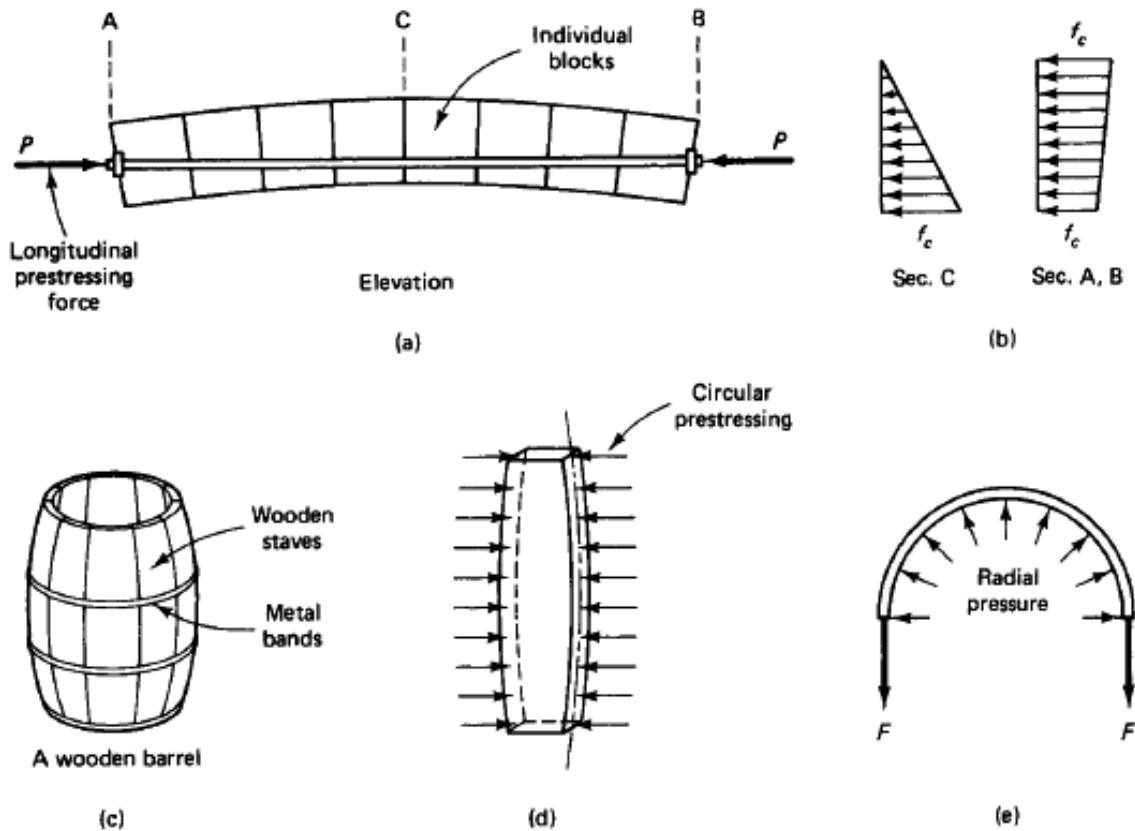 A
C
B
Individual
blocks
P
P
Longitudinal
prestressing
force
Elevation
(a)
f_c
f_c
f_c
f_c
Sec. C
Sec. A, B
(b)
Circular
prestressing
Wooden
staves
Metal
bands
A wooden barrel
(c)
(d)
Radial
pressure
F
F
(e)